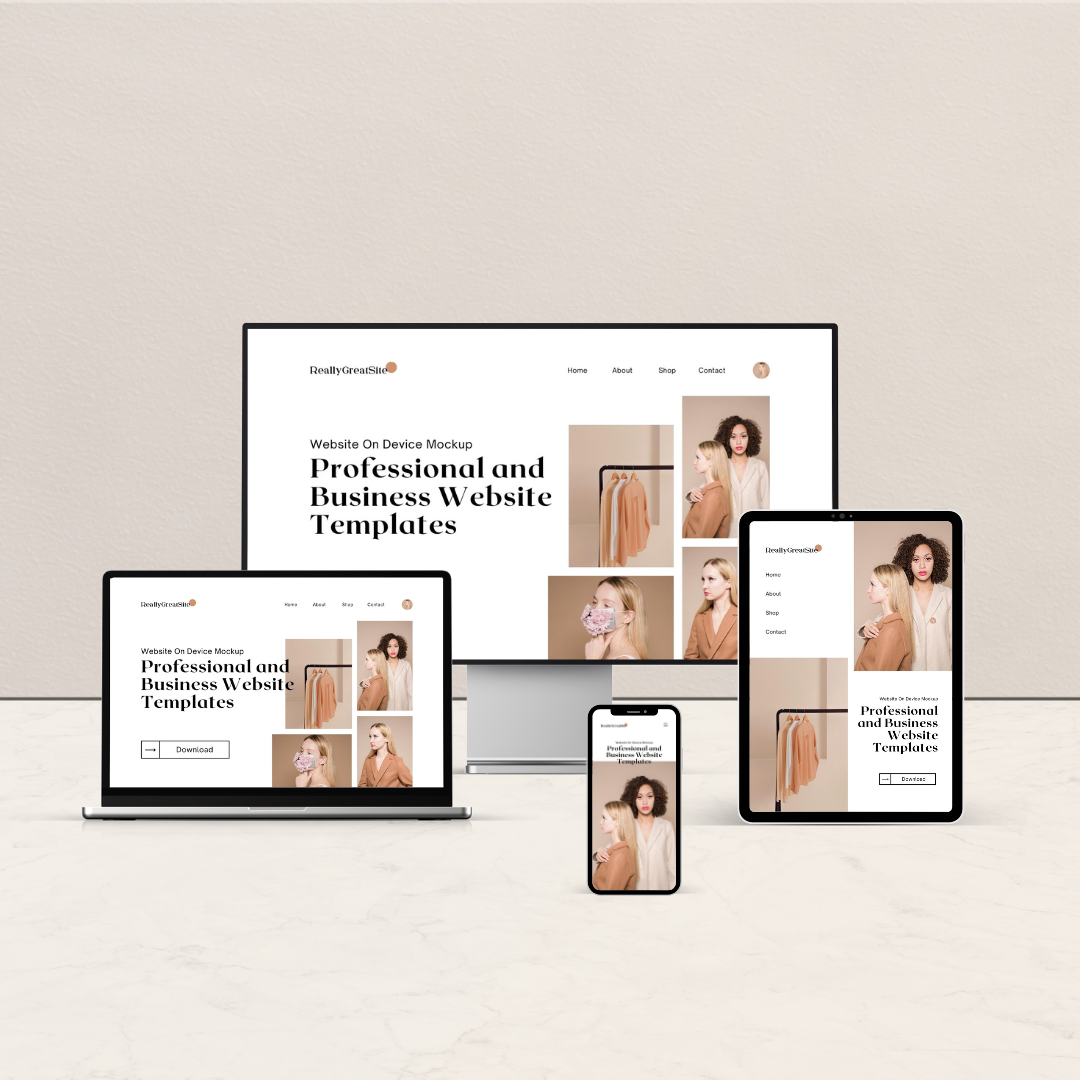 ReallyGreatSite
Home About Shop Contact
Website On Device Mockup
Professional and
Business Website
Templates
ReallyGreatSite
Home About Shop Contact
Website On Device Mockup
Professional and
Business Website
Templates
Download
ReallyGreatSite
Website On Device Mockup
Professional and
Business Website
Templates
ReallyGreatSite
Home
About
Shop
Contact
Website On Device Mockup
Professional
and Business
Website
Templates
Download